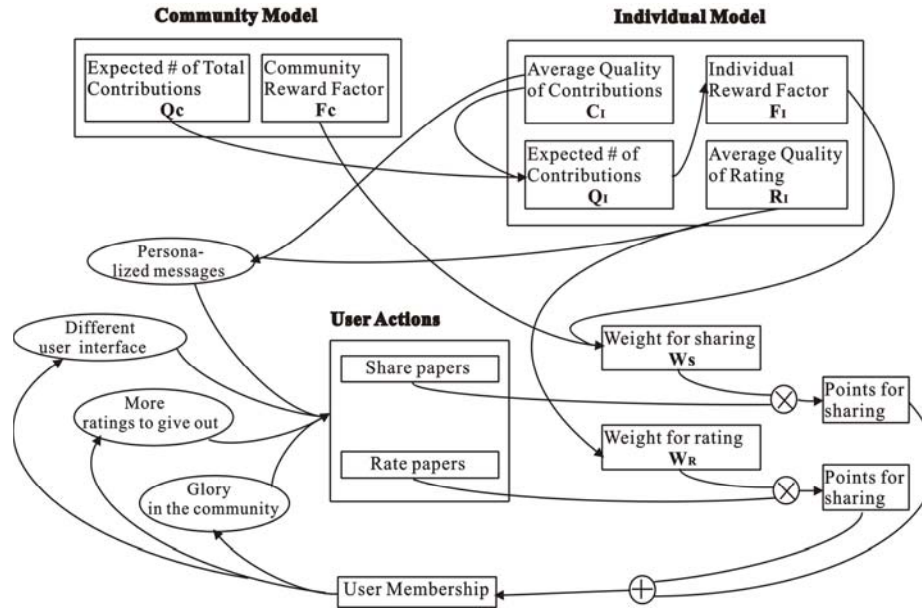 Community Model
Individual Model
Expected # of Total
Contributions
Qc
Community
Reward Factor
Fc
Average Quality
of Contributions
CI
Individual
Reward Factor
FI
Expected # of
Contributions
QI
Average Quality
of Rating
RI
Persona-
lized messages
Different
user interface
More
ratings to give out
Glory
in the community
User Actions
Share papers
Rate papers
Weight for sharing
Ws
Weight for rating
WR
Points for
sharing
Points for
sharing
User Membership